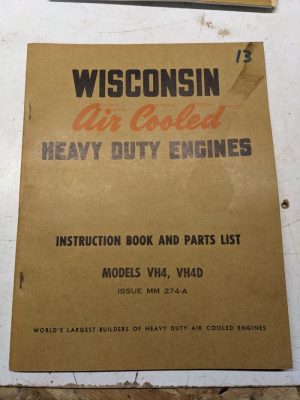 13
WISCONSIN
Air Cooled
HEAVY DUTY ENGINES
INSTRUCTION BOOK AND PARTS LIST
MODELS VH4, VH4D
ISSUE MM 274-A
WORLD'S LARGEST BUILDERS OF HEAVY DUTY AIR COOLED ENGINES